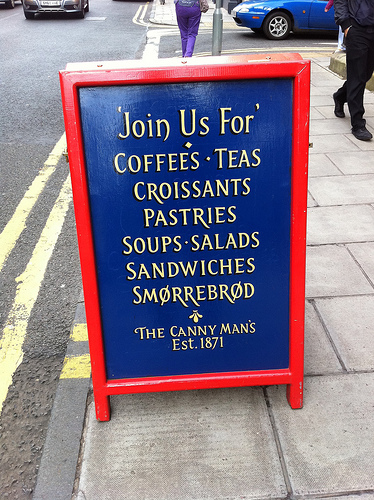 'Join Us For'
COFFEES · TEAS
CROISSANTS
PASTRIES
SOUPS · SALADS
SANDWICHES
SMØRREBRØD
THE CANNY MAN'S
EST. 1871